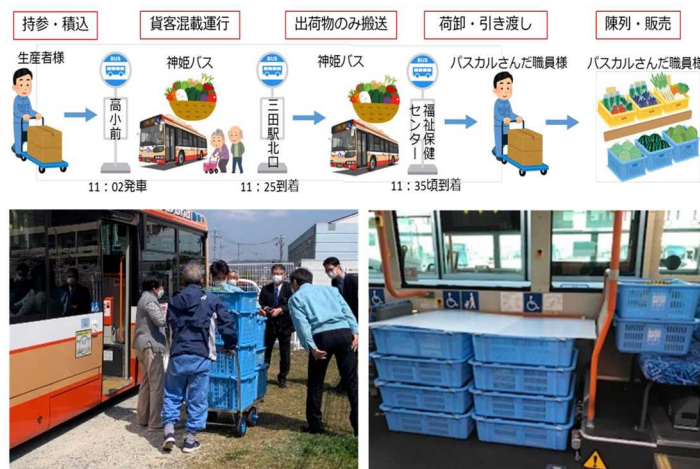 持参・積込
貨客混載運行
出荷物のみ搬送
荷卸・引き渡し
陳列・販売
生産者様
BUS
高小前
11：02発車
神姫バス
BUS
三田駅北口
11：25到着
神姫バス
BUS
福祉保健
センター
11：35頃到着
パスカルさんだ職員様
パスカルさんだ職員様